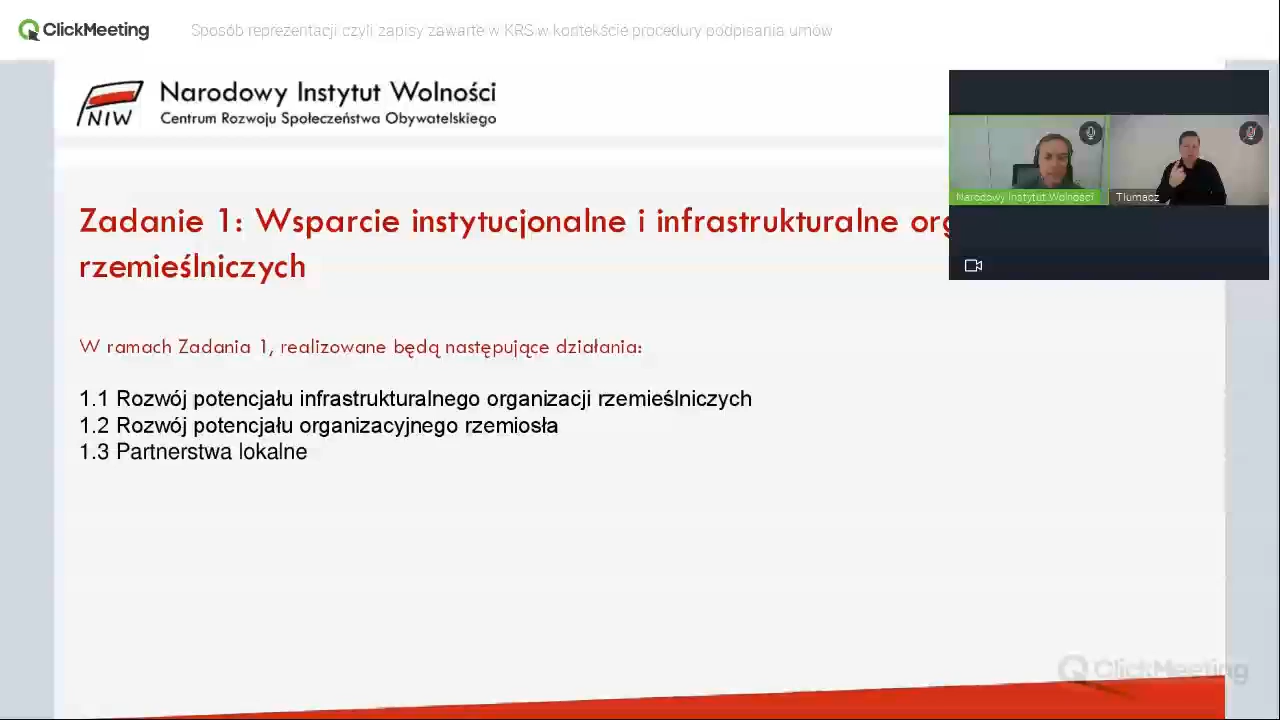 ClickMeeting
Sposób reprezentacji czyli zapisy zawarte w KRS w kontekście procedury podpisania umów
NIW
Narodowy Instytut Wolności
Centrum Rozwoju Społeczeństwa Obywatelskiego
Narodowy Instytut Wolności
Tłumacz
Zadanie 1: Wsparcie instytucjonalne i infrastrukturalne
rzemieślniczych
W ramach Zadania 1, realizowane będą następujące działania:
1.1 Rozwój potencjału infrastrukturalnego organizacji rzemieślniczych
1.2 Rozwój potencjału organizacyjnego rzemiosła
1.3 Partnerstwa lokalne
ClickMeeting